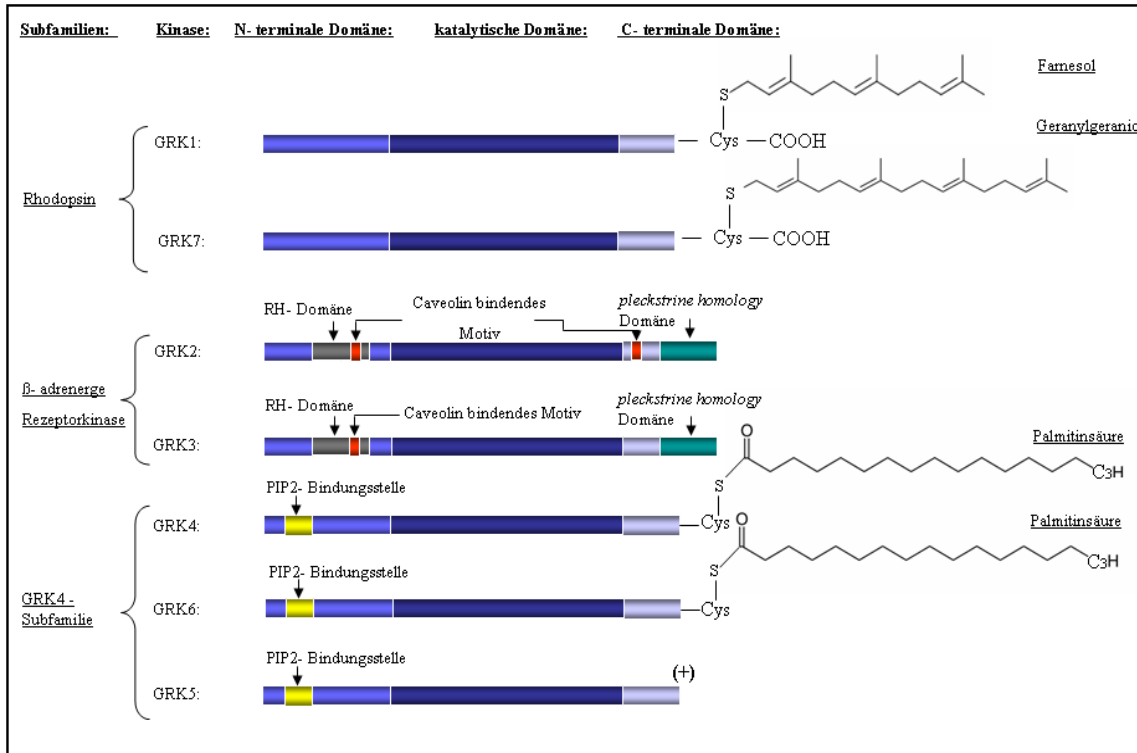 Subfamilien: Kinase: N- terminale Domäne: katalytische Domäne: C- terminale Domäne:
Farnesol
S
GRK1:
Cys
COOH
Geranylgeranio
Rhodopsin
S
GRK7:
Cys
COOH
RH- Domäne
Caveolin bindendes
Motiv
pleckstrine homology
Domäne
GRK2:
ß- adrenerge
Rezeptorkinase
RH- Domäne
Caveolin bindendes Motiv
pleckstrine homology
Domäne
GRK3:
Palmitinsäure
O
S
C3H
PIP2- Bindungsstelle
GRK4:
Cys
Palmitinsäure
O
S
C3H
PIP2- Bindungsstelle
GRK6:
Cys
GRK4 -
Subfamilie
PIP2- Bindungsstelle
(+)
GRK5: